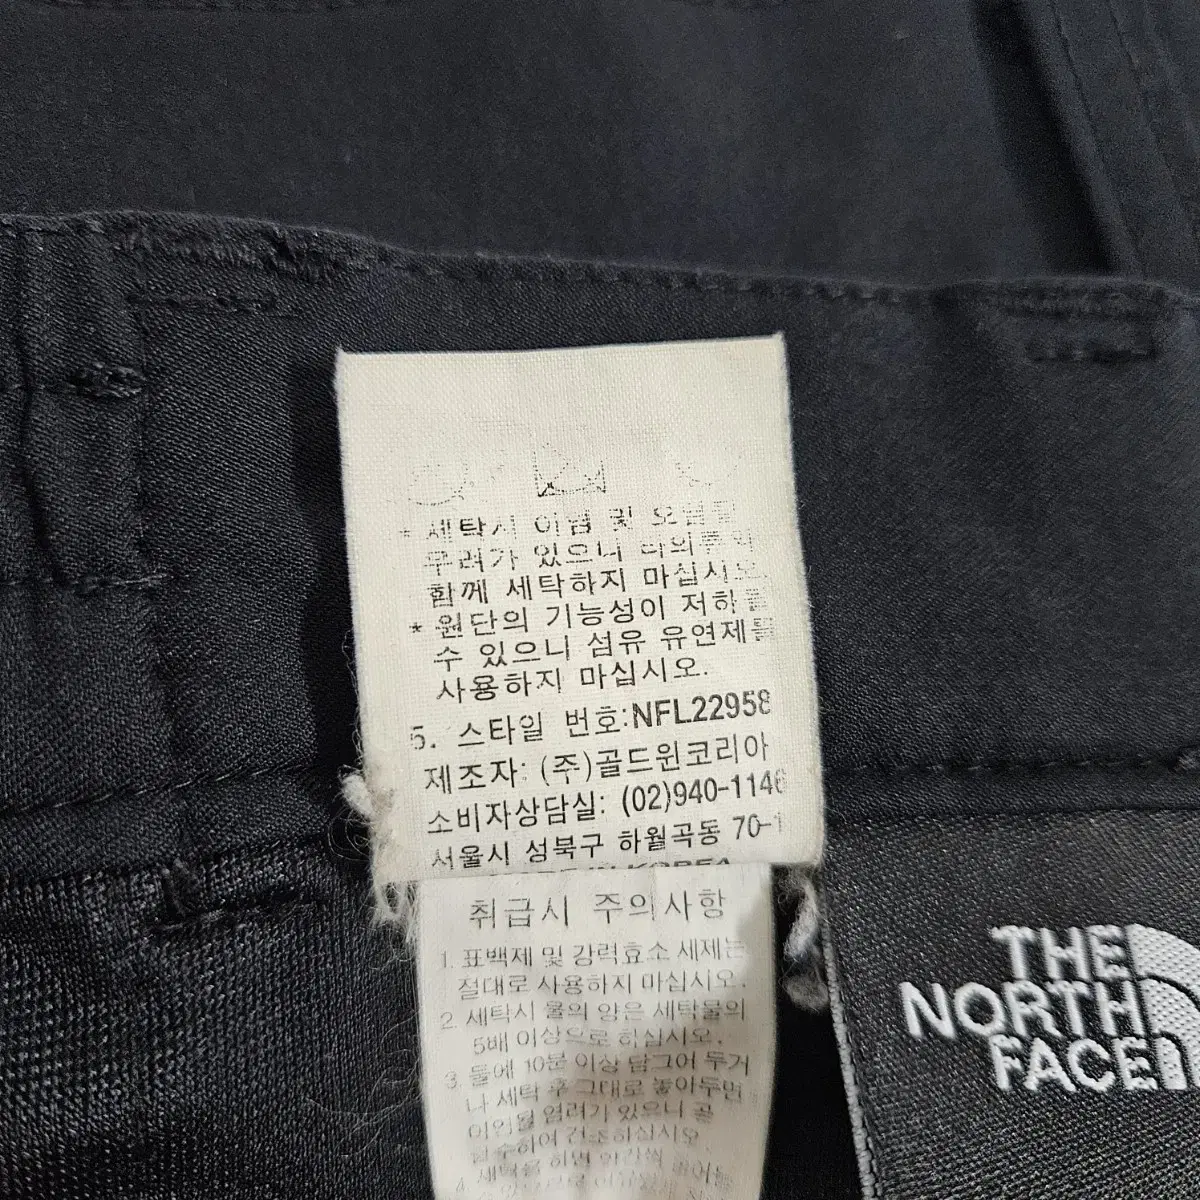 * 세탁시 이염 및 오염될
우려가 있으니 타의류와
함께 세탁하지 마십시오
* 원단의 기능성이 저하될
수 있으니 섬유 유연제를
사용하지 마십시오.
5. 스타일 번호:NFL22958
제조자: (주)골드윈코리아
소비자상담실: (02)940-1146
서울시 성북구 하월곡동 70-1
KOREA
취급시 주의사항
1. 표백제 및 강력효소 세제는
절대로 사용하지 마십시오.
2. 세탁시 물의 양은 세탁물의
5배 이상으로 하십시오.
3. 물에 10분 이상 담그어 두거
나 세탁 후 그대로 놓아두면
이염될 염려가 있으니 곧
건조하십시오
4.
THE
NORTH
FACE